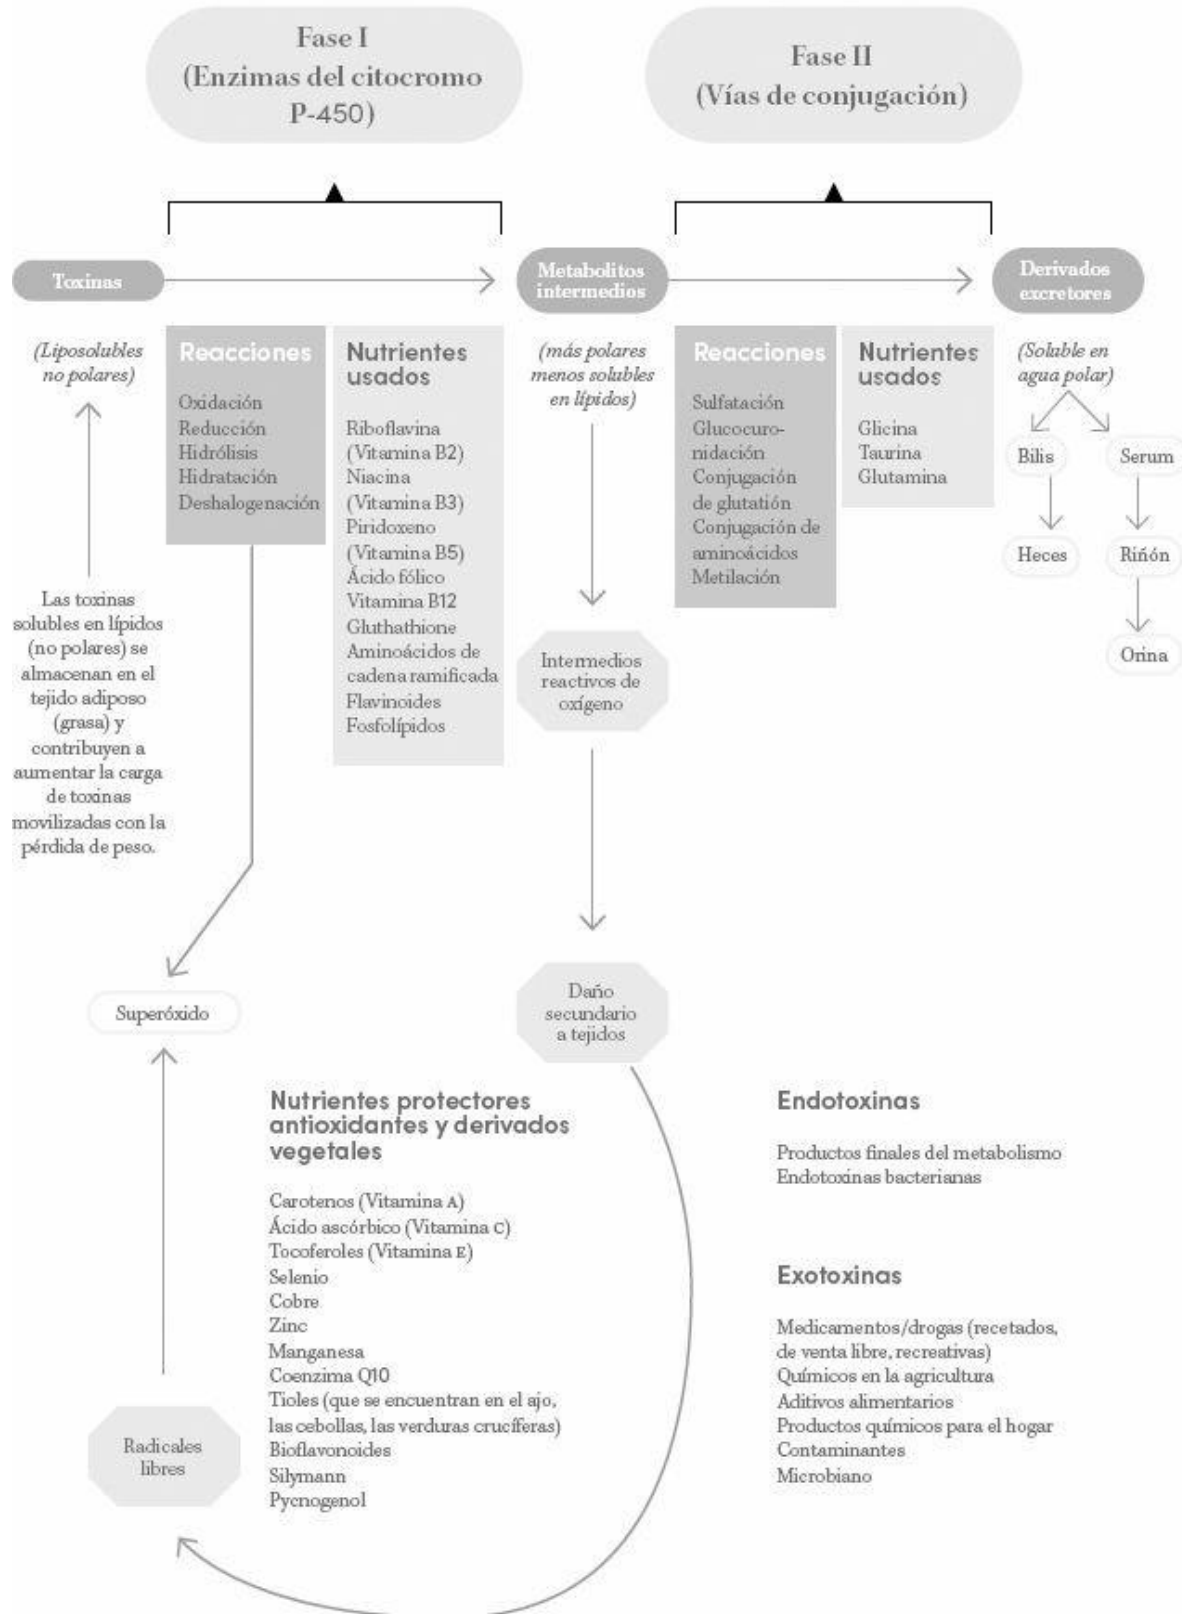 Fase I
(Enzimas del citocromo
P-450)
Fase II
(Vías de conjugación)
Toxinas
Metabolitos
intermedios
Derivados
excretores
(Liposolubles
no polares)
Reacciones
Oxidación
Reducción
Hidrólisis
Hidratación
Deshalogenación
Nutrientes
usados
Riboflavina
(Vitamina B2)
Niacina
(Vitamina B3)
Piridoxeno
(Vitamina B5)
Ácido fólico
Vitamina B12
Gluthathione
Aminoácidos de
cadena ramificada
Flavinoides
Fosfolípidos
(más polares
menos solubles
en lípidos)
Reacciones
Sulfatación
Glucocuro-
nidación
Conjugación
de glutatión
Conjugación de
aminoácidos
Metilación
Nutrientes
usados
Glicina
Taurina
Glutamina
(Soluble en
agua polar)
Bilis
Serum
Heces
Riñón
Orina
Las toxinas
solubles en lípidos
(no polares) se
almacenan en el
tejido adiposo
(grasa) y
contribuyen a
aumentar la carga
de toxinas
movilizadas con la
pérdida de peso.
Intermedios
reactivos de
oxígeno
Superóxido
Daño
secundario
a tejidos
Nutrientes protectores
antioxidantes y derivados
vegetales
Carotenos (Vitamina A)
Ácido ascórbico (Vitamina C)
Tocoferoles (Vitamina E)
Selenio
Cobre
Zinc
Manganesa
Coenzima Q10
Tioles (que se encuentran en el ajo,
las cebollas, las verduras crucíferas)
Bioflavonoides
Silymann
Pycnogenol
Radicales
libres
Endotoxinas
Productos finales del metabolismo
Endotoxinas bacterianas
Exotoxinas
Medicamentos/drogas (recetados,
de venta libre, recreativas)
Químicos en la agricultura
Aditivos alimentarios
Productos químicos para el hogar
Contaminantes
Microbiano